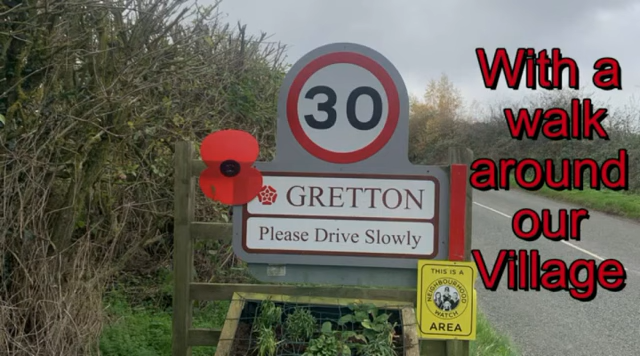 30
GRETTON
Please Drive Slowly
THIS IS A
NEIGHBOURHOOD
WATCH
AREA
With a
walk
around
our
Village